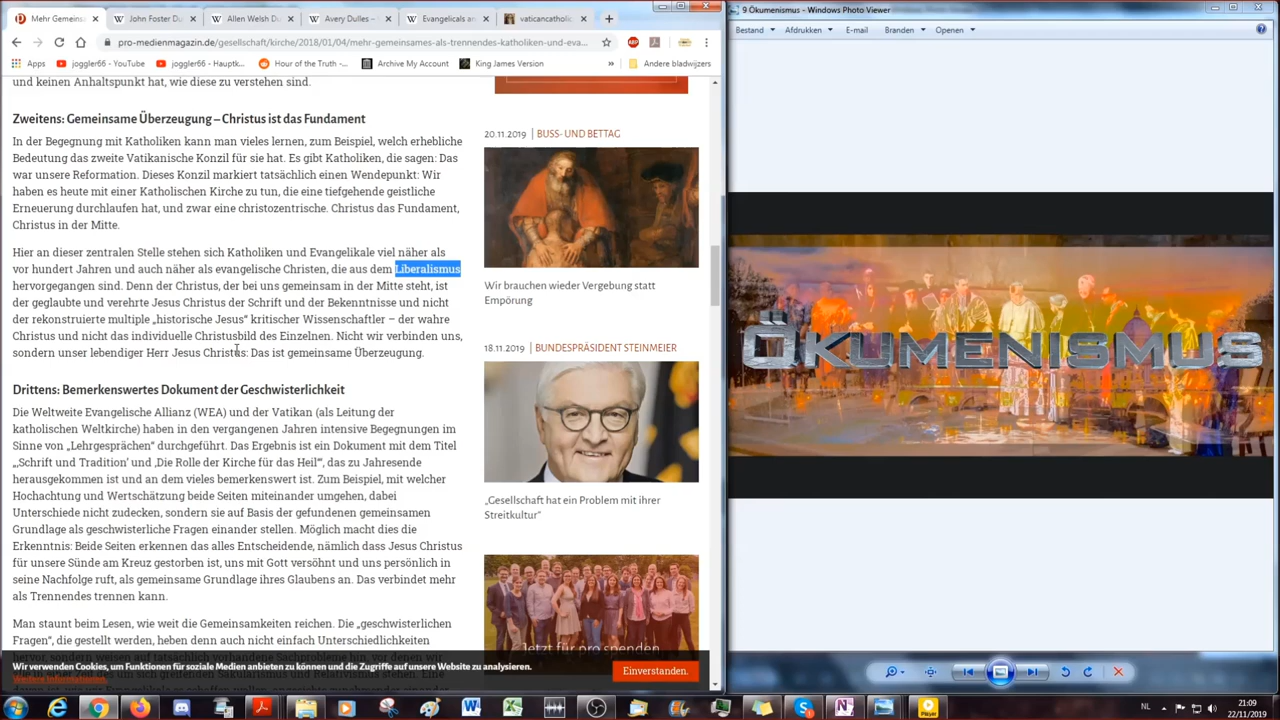 Mehr Gemeinsa
John Foster Du
Allen Welsh Du
Avery Dulles –
Evangelicals an
vaticancatholic
9 Ökumenismus - Windows Photo Viewer
pro-medienmagazin.de/gesellschaft/kirche/2018/01/04/mehr-gemeinsames-als-trennendes-katholiken-und-eva...
Bestand
Afdrukken
E-mail
Branden
Openen
Apps
joggler66 - YouTube
joggler66 - Hauptk...
Hour of the Truth -...
Archive My Account
King James Version
»
Andere bladwijzers
und keinen Anhaltspunkt hat, wie diese zu verstehen sind.
Zweitens: Gemeinsame Überzeugung – Christus ist das Fundament
In der Begegnung mit Katholiken kann man vieles lernen, zum Beispiel, welch erhebliche
Bedeutung das zweite Vatikanische Konzil für sie hat. Es gibt Katholiken, die sagen: Das
war unsere Reformation. Dieses Konzil markiert tatsächlich einen Wendepunkt: Wir
haben es heute mit einer Katholischen Kirche zu tun, die eine tiefgehende geistliche
Erneuerung durchlaufen hat, und zwar eine christozentrische. Christus das Fundament,
Christus in der Mitte.
Hier an dieser zentralen Stelle stehen sich Katholiken und Evangelikale viel näher als
vor hundert Jahren und auch näher als evangelische Christen, die aus dem Liberalismus
hervorgegangen sind. Denn der Christus, der bei uns gemeinsam in der Mitte steht, ist
der geglaubte und verehrte Jesus Christus der Schrift und der Bekenntnisse und nicht
der rekonstruierte multiple „historische Jesus“ kritischer Wissenschaftler – der wahre
Christus und nicht das individuelle Christusbild des Einzelnen. Nicht wir verbinden uns,
sondern unser lebendiger Herr Jesus Christus: Das ist gemeinsame Überzeugung.
Drittens: Bemerkenswertes Dokument der Geschwisterlichkeit
Die Weltweite Evangelische Allianz (WEA) und der Vatikan (als Leitung der
katholischen Weltkirche) haben in den vergangenen Jahren intensive Begegnungen im
Sinne von „Lehrgesprächen“ durchgeführt. Das Ergebnis ist ein Dokument mit dem Titel
„‚Schrift und Tradition‘ und ‚Die Rolle der Kirche für das Heil‘“, das zu Jahresende
herausgekommen ist und an dem vieles bemerkenswert ist. Zum Beispiel, mit welcher
Hochachtung und Wertschätzung beide Seiten miteinander umgehen, dabei
Unterschiede nicht zudecken, sondern sie auf Basis der gefundenen gemeinsamen
Grundlage als geschwisterliche Fragen einander stellen. Möglich macht dies die
Erkenntnis: Beide Seiten erkennen das alles Entscheidende, nämlich dass Jesus Christus
für unsere Sünde am Kreuz gestorben ist, uns mit Gott versöhnt und uns persönlich in
seine Nachfolge ruft, als gemeinsame Grundlage ihres Glaubens an. Das verbindet mehr
als Trennendes trennen kann.
Man staunt beim Lesen, wie weit die Gemeinsamkeiten reichen. Die „geschwisterlichen
Fragen“, die gestellt werden, heben denn auch nicht einfach Unterschiedlichkeiten
20.11.2019 | BUSS- UND BETTAG
Wir brauchen wieder Vergebung statt
Empörung
18.11.2019 | BUNDESPRÄSIDENT STEINMEIER
„Gesellschaft hat ein Problem mit ihrer
Streitkultur“
Jetzt für pro spenden
Wir verwenden Cookies, um Funktionen für soziale Medien anbieten zu können und die Zugriffe auf unsere Website zu analysieren.
Weitere Informationen
Einverstanden.
ÖKUMENISMUS
NL
21:09
22/11/2019